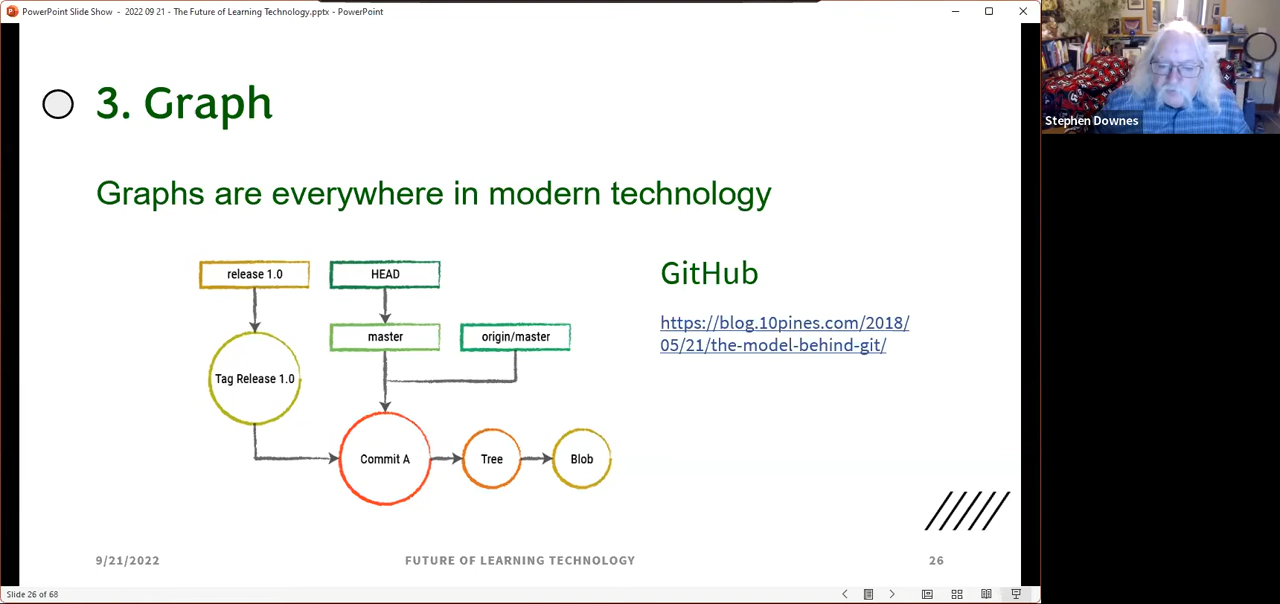 PowerPoint Slide Show - 2022 09 21 - The Future of Learning Technology.pptx - PowerPoint
Stephen Downes
3. Graph
Graphs are everywhere in modern technology
release 1.0
HEAD
master
origin/master
Tag Release 1.0
Commit A
Tree
Blob
GitHub
https://blog.10pines.com/2018/
05/21/the-model-behind-git/
9/21/2022
FUTURE OF LEARNING TECHNOLOGY
26
Slide 26 of 68